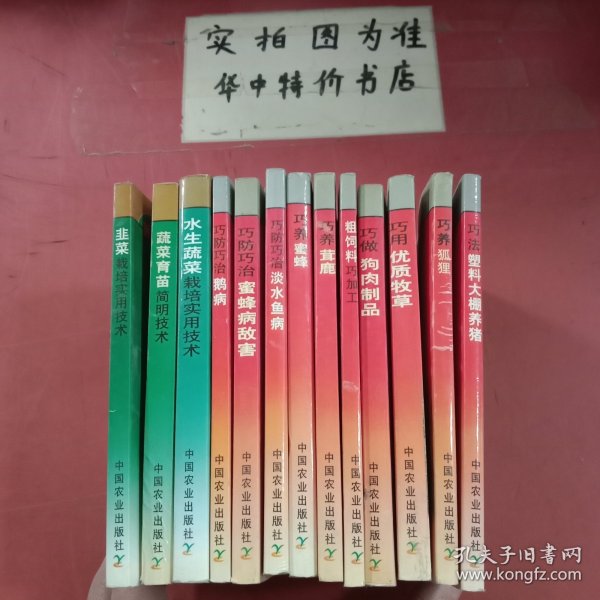 实拍图为准
华中特价书店
韭菜栽培实用技术
中国农业出版社
蔬菜育苗简明技术
中国农业出版社
水生蔬菜栽培实用技术
中国农业出版社
巧防巧治鹅病
中国农业出版社
巧防巧治蜜蜂病敌害
中国农业出版社
巧防巧治淡水鱼病
中国农业出版社
巧养蜜蜂
中国农业出版社
巧养茸鹿
中国农业出版社
粗饲料巧加工
中国农业出版社
巧做狗肉制品
中国农业出版社
巧用优质牧草
中国农业出版社
巧养狐狸
中国农业出版社
巧法塑料大棚养猪
中国农业出版社
孔夫子旧书网
www.kongfz.com